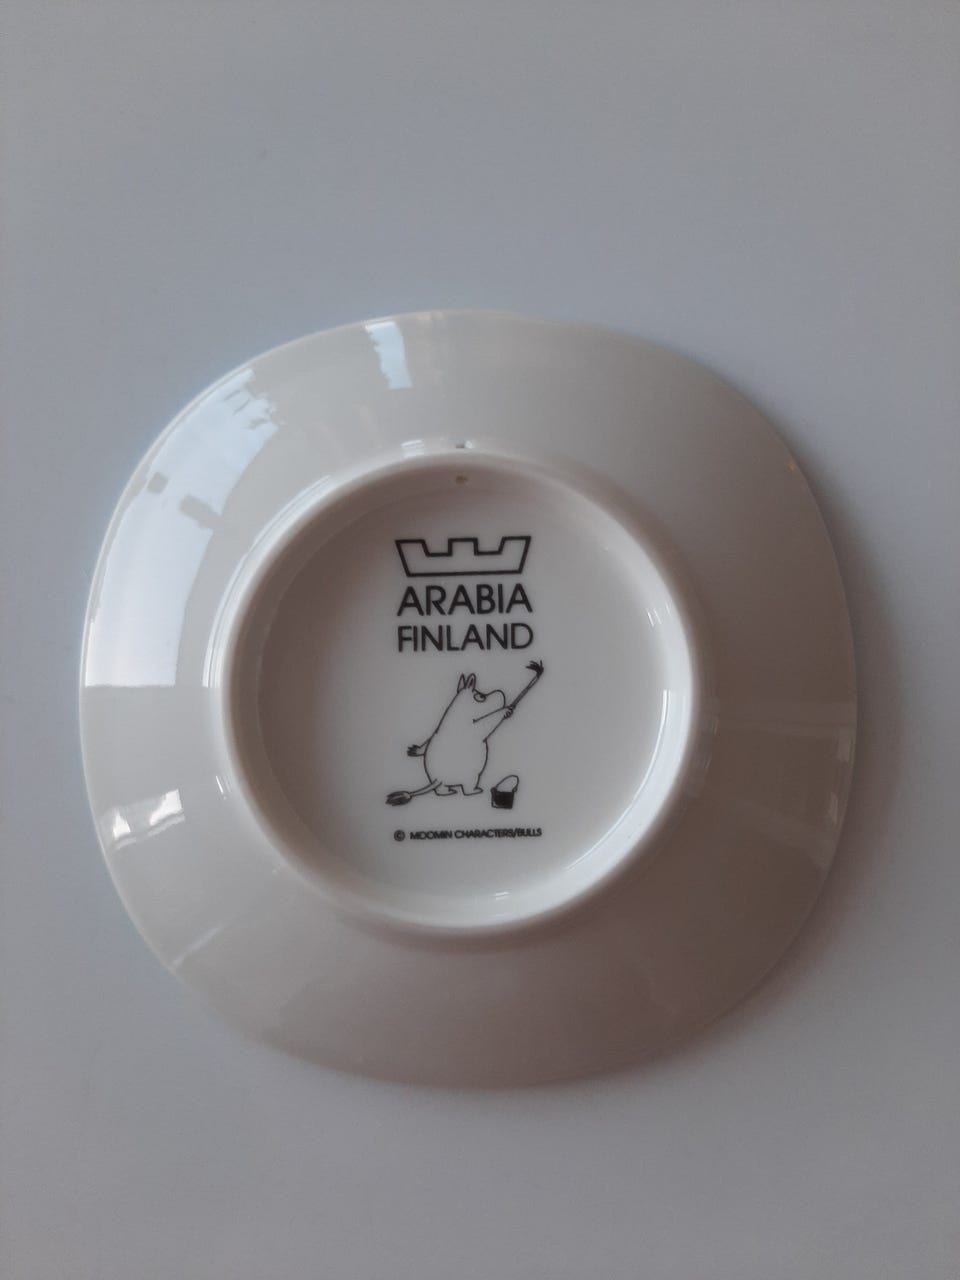 ARABIA
FINLAND
© MOOMIN CHARACTERS/BULLS